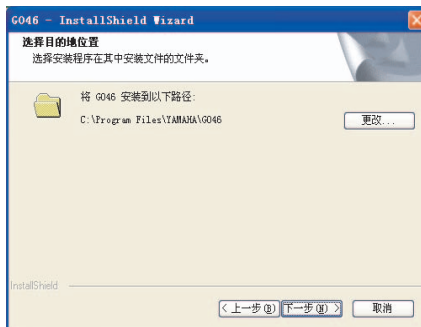 G046 - InstallShield Wizard
选择目的地位置
选择安装程序在其中安装文件的文件夹。
将 G046 安装到以下路径:
C:\Program Files\YAMAHA\G046
更改...
InstallShield
< 上一步(B)
下一步(N) >
取消